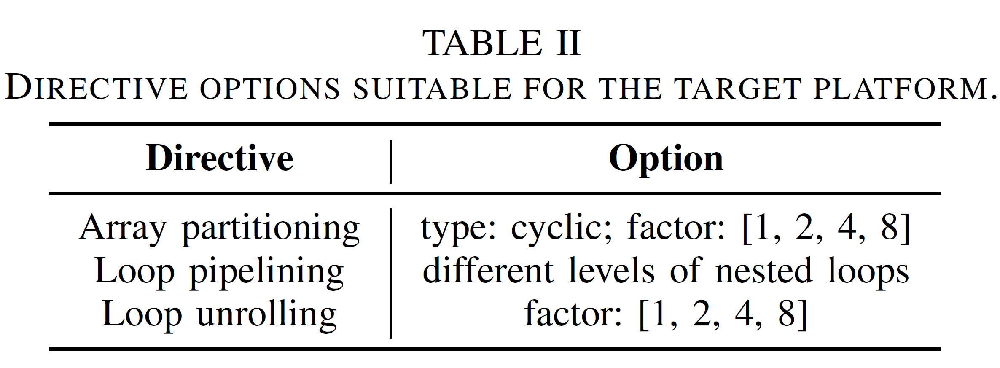 TABLE II
DIRECTIVE OPTIONS SUITABLE FOR THE TARGET PLATFORM.
Directive Option
Array partitioning type: cyclic; factor: [1, 2, 4, 8]
Loop pipelining different levels of nested loops
Loop unrolling factor: [1, 2, 4, 8]